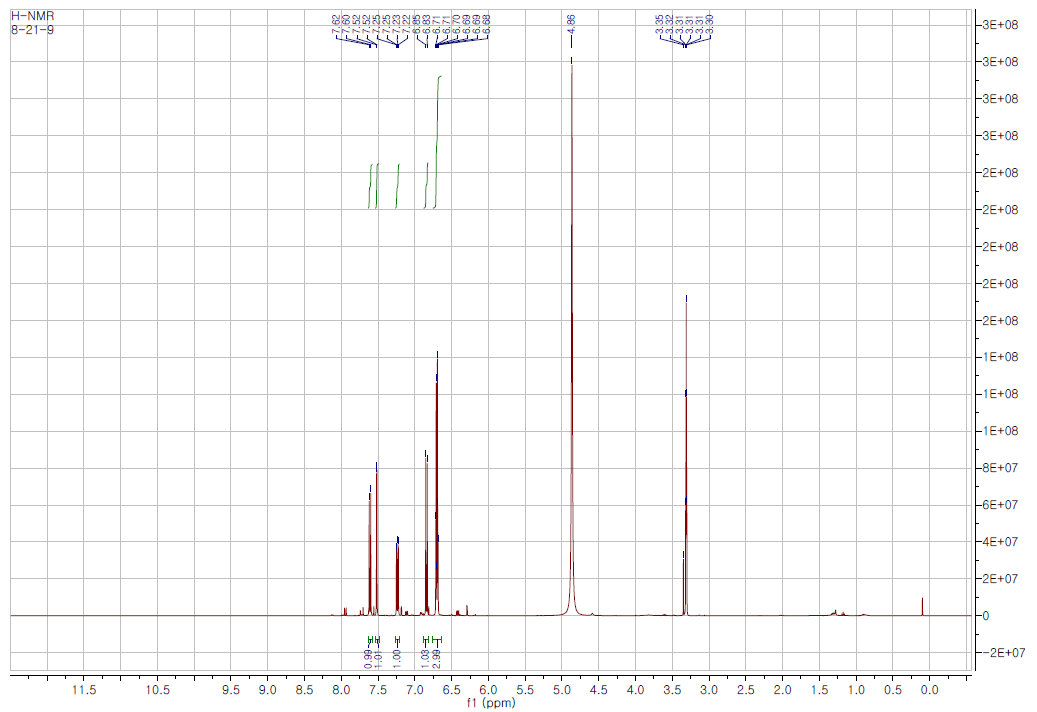 H-NMR
8-21-9
7.62
7.60
7.52
7.52
7.25
7.25
7.23
7.22
6.85
6.83
6.71
6.71
6.70
6.69
6.69
6.68
4.86
3.35
3.32
3.31
3.31
3.31
3.30
3E+08
3E+08
3E+08
3E+08
2E+08
2E+08
2E+08
2E+08
2E+08
1E+08
1E+08
1E+08
8E+07
6E+07
4E+07
2E+07
0
-2E+07
0.99
1.01
1.00
1.03
2.99
11.5 10.5 9.5 9.0 8.5 8.0 7.5 7.0 6.5 6.0 5.5 5.0 4.5 4.0 3.5 3.0 2.5 2.0 1.5 1.0 0.5 0.0
f1 (ppm)